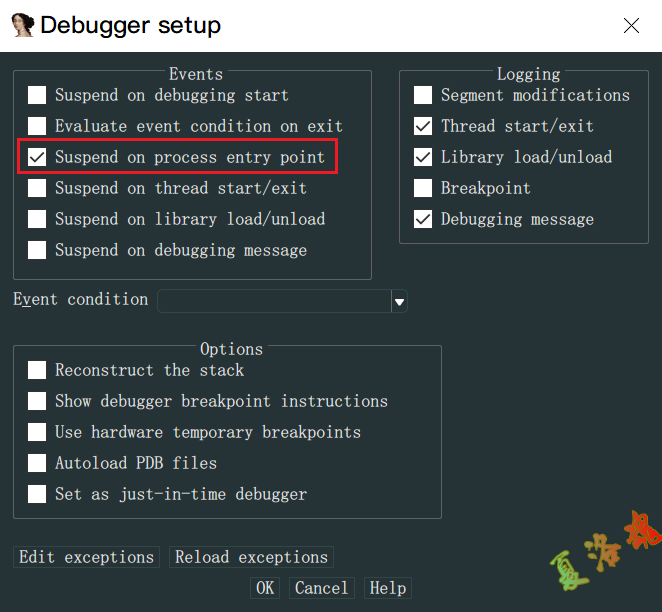 Debugger setup
Events
Suspend on debugging start
Evaluate event condition on exit
Suspend on process entry point
Suspend on thread start/exit
Suspend on library load/unload
Suspend on debugging message
Logging
Segment modifications
Thread start/exit
Library load/unload
Breakpoint
Debugging message
Event condition
Options
Reconstruct the stack
Show debugger breakpoint instructions
Use hardware temporary breakpoints
Autoload PDB files
Set as just-in-time debugger
Edit exceptions Reload exceptions
OK Cancel Help
夏洛